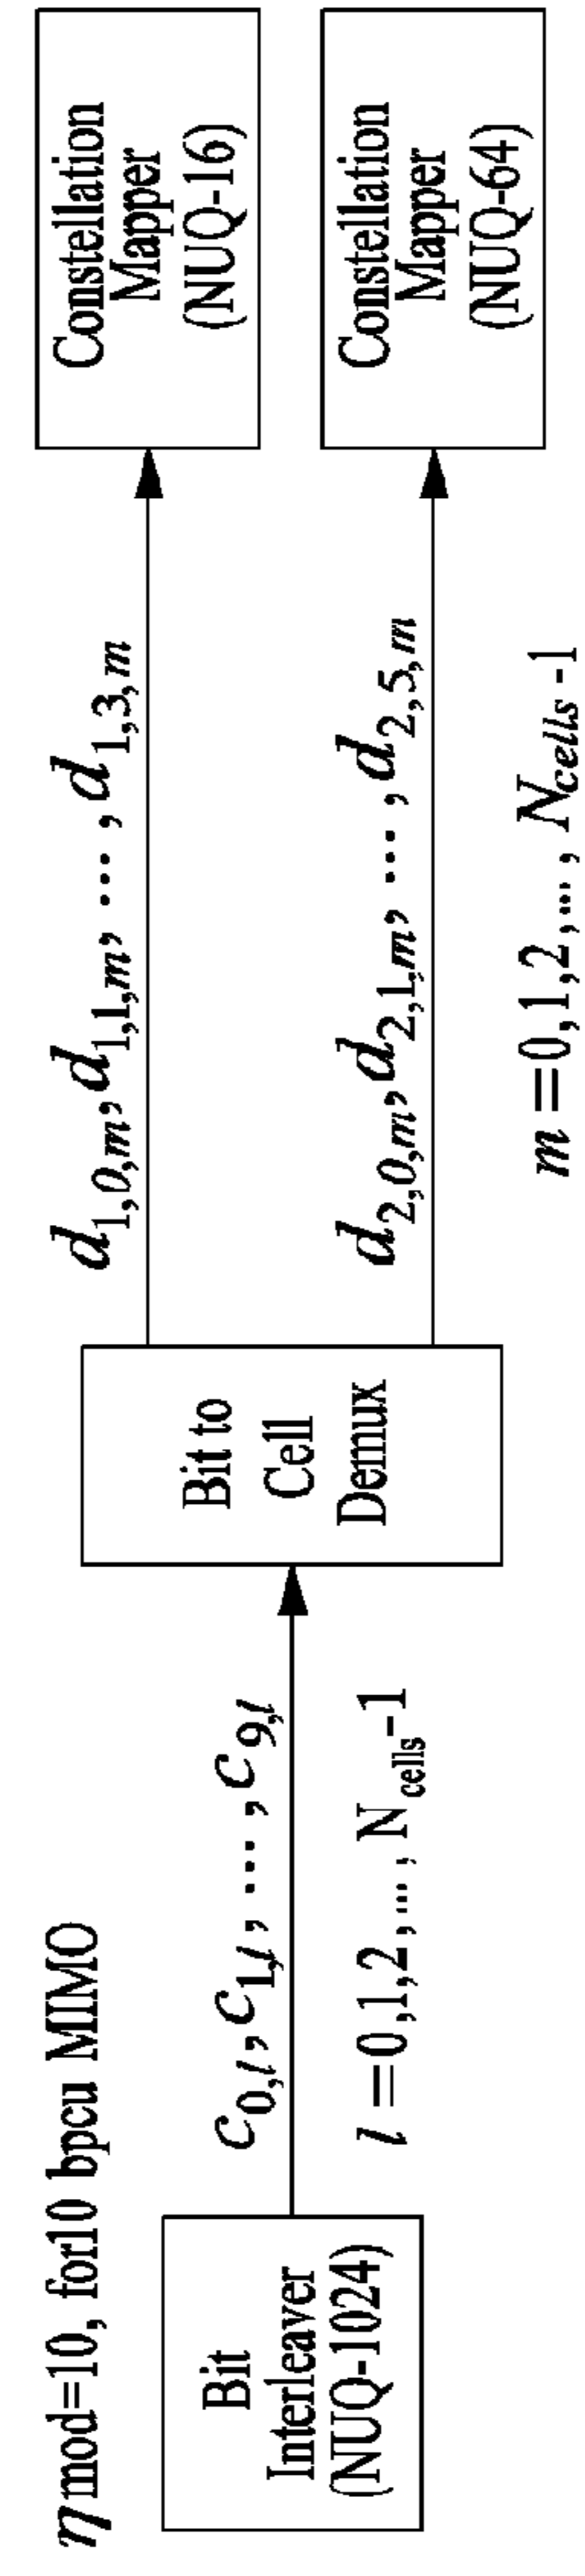 ηmod=10, for10 bpcu MIMO
Bit
Interleaver
(NUQ-1024)
c0,l, c1,l, ... , c9,l
l =0,1,2,..., Ncells-1
Bit to
Cell
Demux
d1,0,m, d1,1,m, ... , d1,3,m
d2,0,m, d2,1,m, ... , d2,5,m
m =0,1,2,..., Ncells -1
Constellation
Mapper
(NUQ-16)
Constellation
Mapper
(NUQ-64)